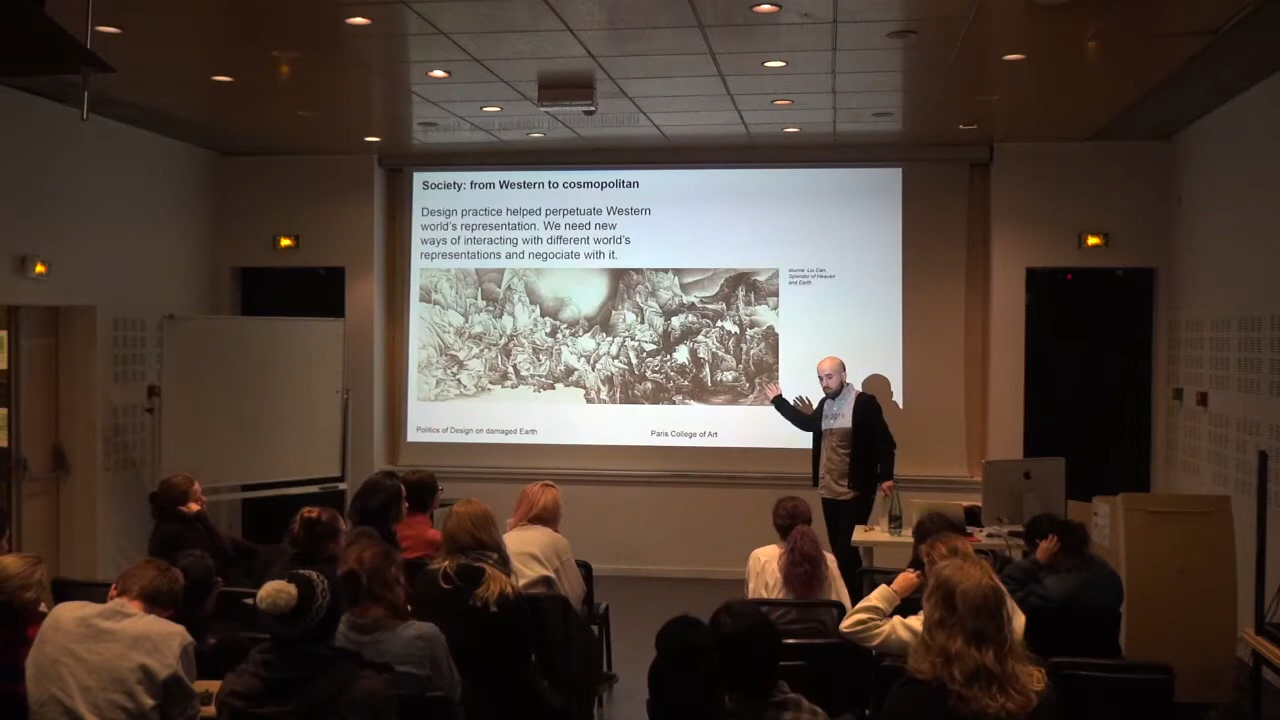 Society: from Western to cosmopolitan
Design practice helped perpetuate Western
world's representation. We need new
ways of interacting with different world's
representations and negociate with it.
source: Liu Dan,
Splendor of Heaven
and Earth
Politics of Design on damaged Earth
Paris College of Art